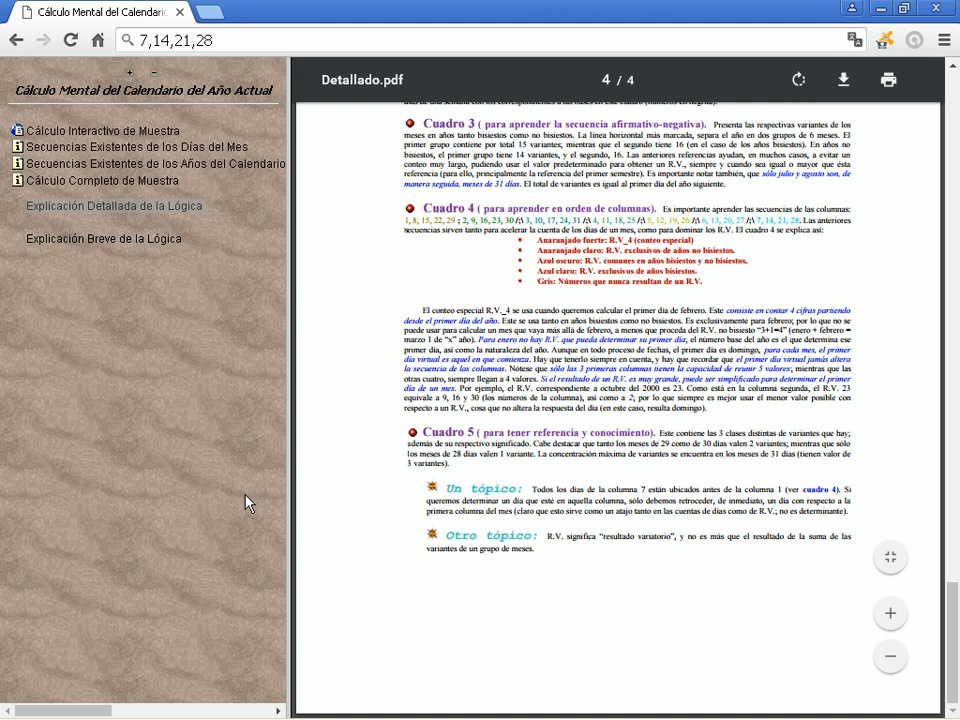 Cálculo Mental del Calendario
7,14,21,28
+ −
Cálculo Mental del Calendario del Año Actual
Cálculo Interactivo de Muestra
Secuencias Existentes de los Días del Mes
Secuencias Existentes de los Años del Calendario
Cálculo Completo de Muestra
Explicación Detallada de la Lógica
Explicación Breve de la Lógica
Detallado.pdf
4 / 4
días de una semana con los correspondientes a las bases en este cuadro (números en negrita).
Cuadro 3 ( para aprender la secuencia afirmativo-negativa). Presenta las respectivas variantes de los
meses en años tanto bisiestos como no bisiestos. La línea horizontal más marcada, separa el año en dos grupos de 6 meses. El
primer grupo contiene por total 15 variantes; mientras que el segundo tiene 16 (en el caso de los años bisiestos). En años no
bisiestos, el primer grupo tiene 14 variantes, y el segundo, 16. Las anteriores referencias ayudan, en muchos casos, a evitar un
conteo muy largo, pudiendo usar el valor predeterminado para obtener un R.V., siempre y cuando sea igual o mayor que ésta
referencia (para ello, principalmente la referencia del primer semestre). Es importante notar también, que sólo julio y agosto son, de
manera seguida, meses de 31 días. El total de variantes es igual al primer día del año siguiente.
Cuadro 4 ( para aprender en orden de columnas). Es importante aprender las secuencias de las columnas:
1, 8, 15, 22, 29 ; 2, 9, 16, 23, 30 /;\ 3, 10, 17, 24, 31 /;\ 4, 11, 18, 25 /;\ 5, 12, 19, 26 /;\ 6, 13, 20, 27 /;\ 7, 14, 21, 28. Las anteriores
secuencias sirven tanto para acelerar la cuenta de los días de un mes, como para dominar los R.V. El cuadro 4 se explica así:
• Anaranjado fuerte: R.V_4 (conteo especial)
• Anaranjado claro: R.V. exclusivos de años no bisiestos.
• Azul oscuro: R.V. comunes en años bisiestos y no bisiestos.
• Azul claro: R.V. exclusivos de años bisiestos.
• Gris: Números que nunca resultan de un R.V.
El conteo especial R.V._4 se usa cuando queremos calcular el primer día de febrero. Este consiste en contar 4 cifras partiendo
desde el primer día del año. Este se usa tanto en años bisiestos como no bisiestos. Es exclusivamente para febrero; por lo que no se
puede usar para calcular un mes que vaya más allá de febrero, a menos que proceda del R.V. no bisiesto “3+1=4” (enero + febrero =
marzo 1 de “x” año). Para enero no hay R.V. que pueda determinar su primer día; el número base del año es el que determina ese
primer día, así como la naturaleza del año. Aunque en todo proceso de fechas, el primer día es domingo, para cada mes, el primer
día virtual es aquel en que comienza. Hay que tenerlo siempre en cuenta, y hay que recordar que el primer día virtual jamás altera
la secuencia de las columnas. Nótese que sólo las 3 primeras columnas tienen la capacidad de reunir 5 valores; mientras que las
otras cuatro, siempre llegan a 4 valores. Si el resultado de un R.V. es muy grande, puede ser simplificado para determinar el primer
día de un mes. Por ejemplo, el R.V. correspondiente a octubre del 2000 es 23. Como está en la columna segunda, el R.V. 23
equivale a 9, 16 y 30 (los números de la columna), así como a 2; por lo que siempre es mejor usar el menor valor posible con
respecto a un R.V., cosa que no altera la respuesta del día (en este caso, resulta domingo).
Cuadro 5 ( para tener referencia y conocimiento). Este contiene las 3 clases distintas de variantes que hay;
además de su respectivo significado. Cabe destacar que tanto los meses de 29 como de 30 días valen 2 variantes; mientras que sólo
los meses de 28 días valen 1 variante. La concentración máxima de variantes se encuentra en los meses de 31 días (tienen valor de
3 variantes).
Un tópico: Todos los días de la columna 7 están ubicados antes de la columna 1 (ver cuadro 4). Si
queremos determinar un día que esté en aquella columna, sólo debemos retroceder, de inmediato, un día con respecto a la
primera columna del mes (claro que esto sirve como un atajo tanto en las cuentas de días como de R.V.; no es determinante).
Otro tópico: R.V. significa “resultado variatorio”, y no es más que el resultado de la suma de las
variantes de un grupo de meses.